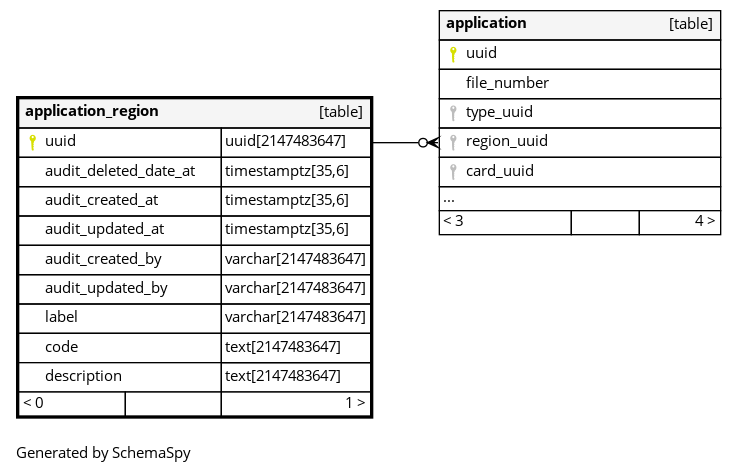 application_region [table]
uuid uuid[2147483647]
audit_deleted_date_at timestamptz[35,6]
audit_created_at timestamptz[35,6]
audit_updated_at timestamptz[35,6]
audit_created_by varchar[2147483647]
audit_updated_by varchar[2147483647]
label varchar[2147483647]
code text[2147483647]
description text[2147483647]
< 0 1 >
application [table]
uuid
file_number
type_uuid
region_uuid
card_uuid
...
< 3 4 >
Generated by SchemaSpy